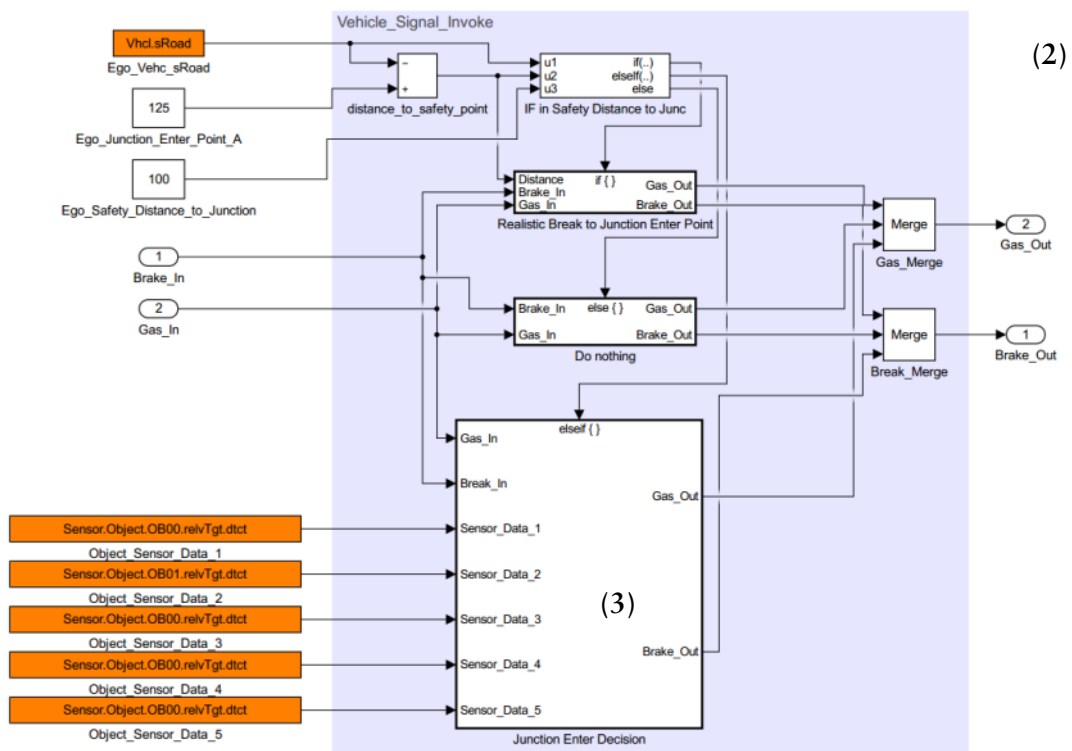 Vehicle_Signal_Invoke
(2)
Vhcl.sRoad
Ego_Vehc_sRoad
125
Ego_Junction_Enter_Point_A
100
Ego_Safety_Distance_to_Junction
−
+
distance_to_safety_point
u1
u2
u3
if(..)
elseif(..)
else
IF in Safety Distance to Junc
Distance
Brake_In
Gas_In
if { }
Gas_Out
Brake_Out
Realistic Break to Junction Enter Point
Merge
Gas_Merge
2
Gas_Out
1
Brake_In
2
Gas_In
Brake_In
Gas_In
else { }
Gas_Out
Brake_Out
Do nothing
Merge
Break_Merge
1
Brake_Out
elseif { }
Gas_In
Break_In
Sensor_Data_1
Sensor_Data_2
Sensor_Data_3
Sensor_Data_4
Sensor_Data_5
(3)
Gas_Out
Brake_Out
Junction Enter Decision
Sensor.Object.OB00.relvTgt.dtct
Object_Sensor_Data_1
Sensor.Object.OB01.relvTgt.dtct
Object_Sensor_Data_2
Sensor.Object.OB00.relvTgt.dtct
Object_Sensor_Data_3
Sensor.Object.OB00.relvTgt.dtct
Object_Sensor_Data_4
Sensor.Object.OB00.relvTgt.dtct
Object_Sensor_Data_5